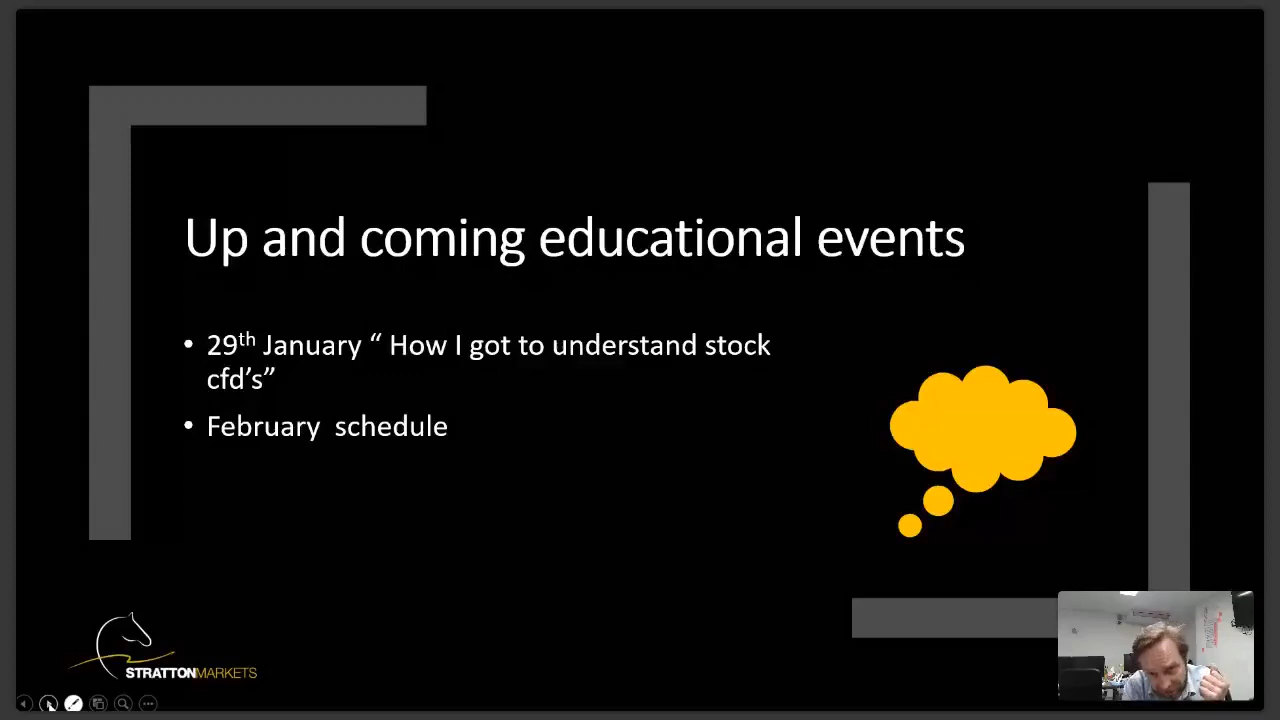 Up and coming educational events
• 29th January “ How I got to understand stock
cfd’s”
• February  schedule
STRATTONMARKETS